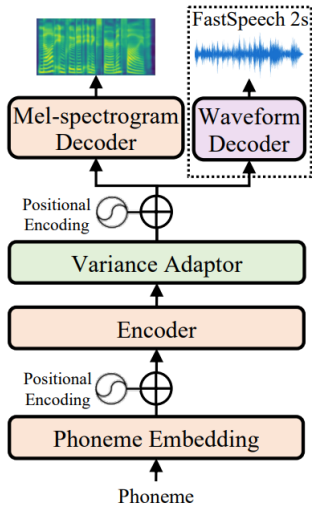 FastSpeech 2s
Mel-spectrogram
Decoder
Waveform
Decoder
Positional
Encoding
Variance Adaptor
Encoder
Positional
Encoding
Phoneme Embedding
Phoneme